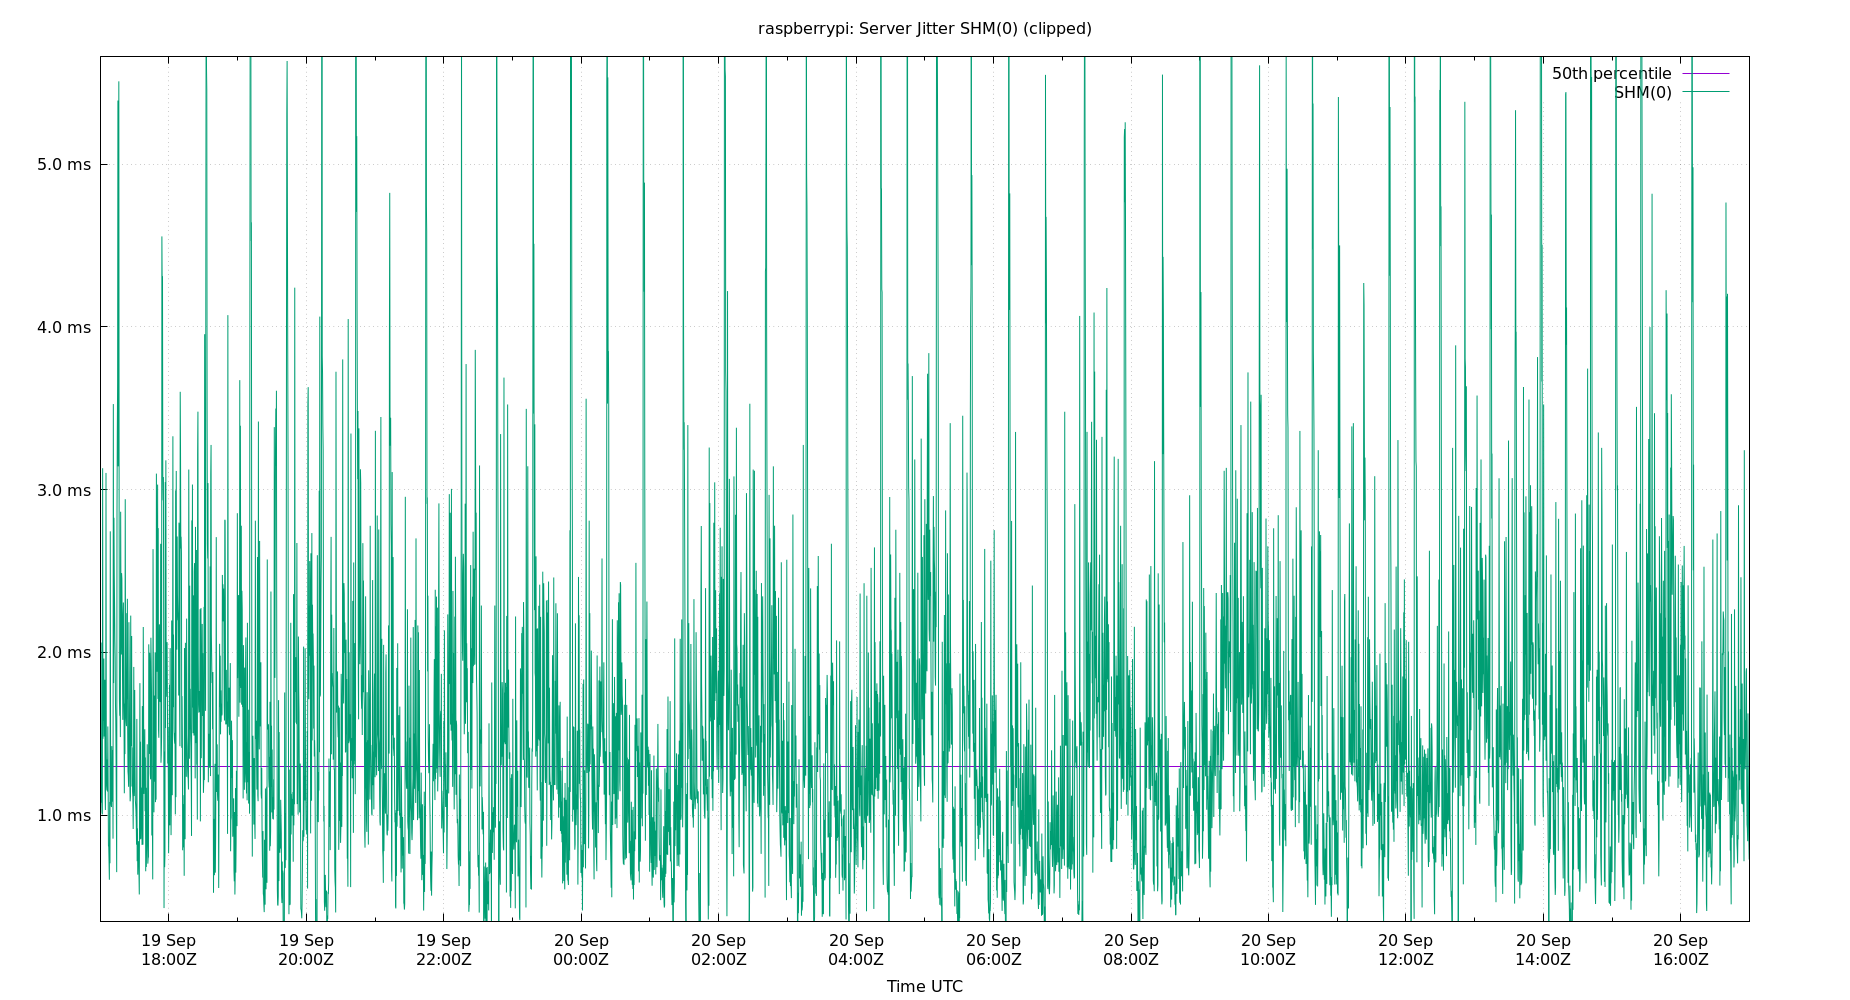 raspberrypi: Server Jitter SHM(0) (clipped)
50th percentile
SHM(0)
5.0 ms
4.0 ms
3.0 ms
2.0 ms
1.0 ms
19 Sep 19 Sep 19 Sep 20 Sep 20 Sep 20 Sep 20 Sep 20 Sep 20 Sep 20 Sep 20 Sep 20 Sep
18:00Z 20:00Z 22:00Z 00:00Z 02:00Z 04:00Z 06:00Z 08:00Z 10:00Z 12:00Z 14:00Z 16:00Z
Time UTC